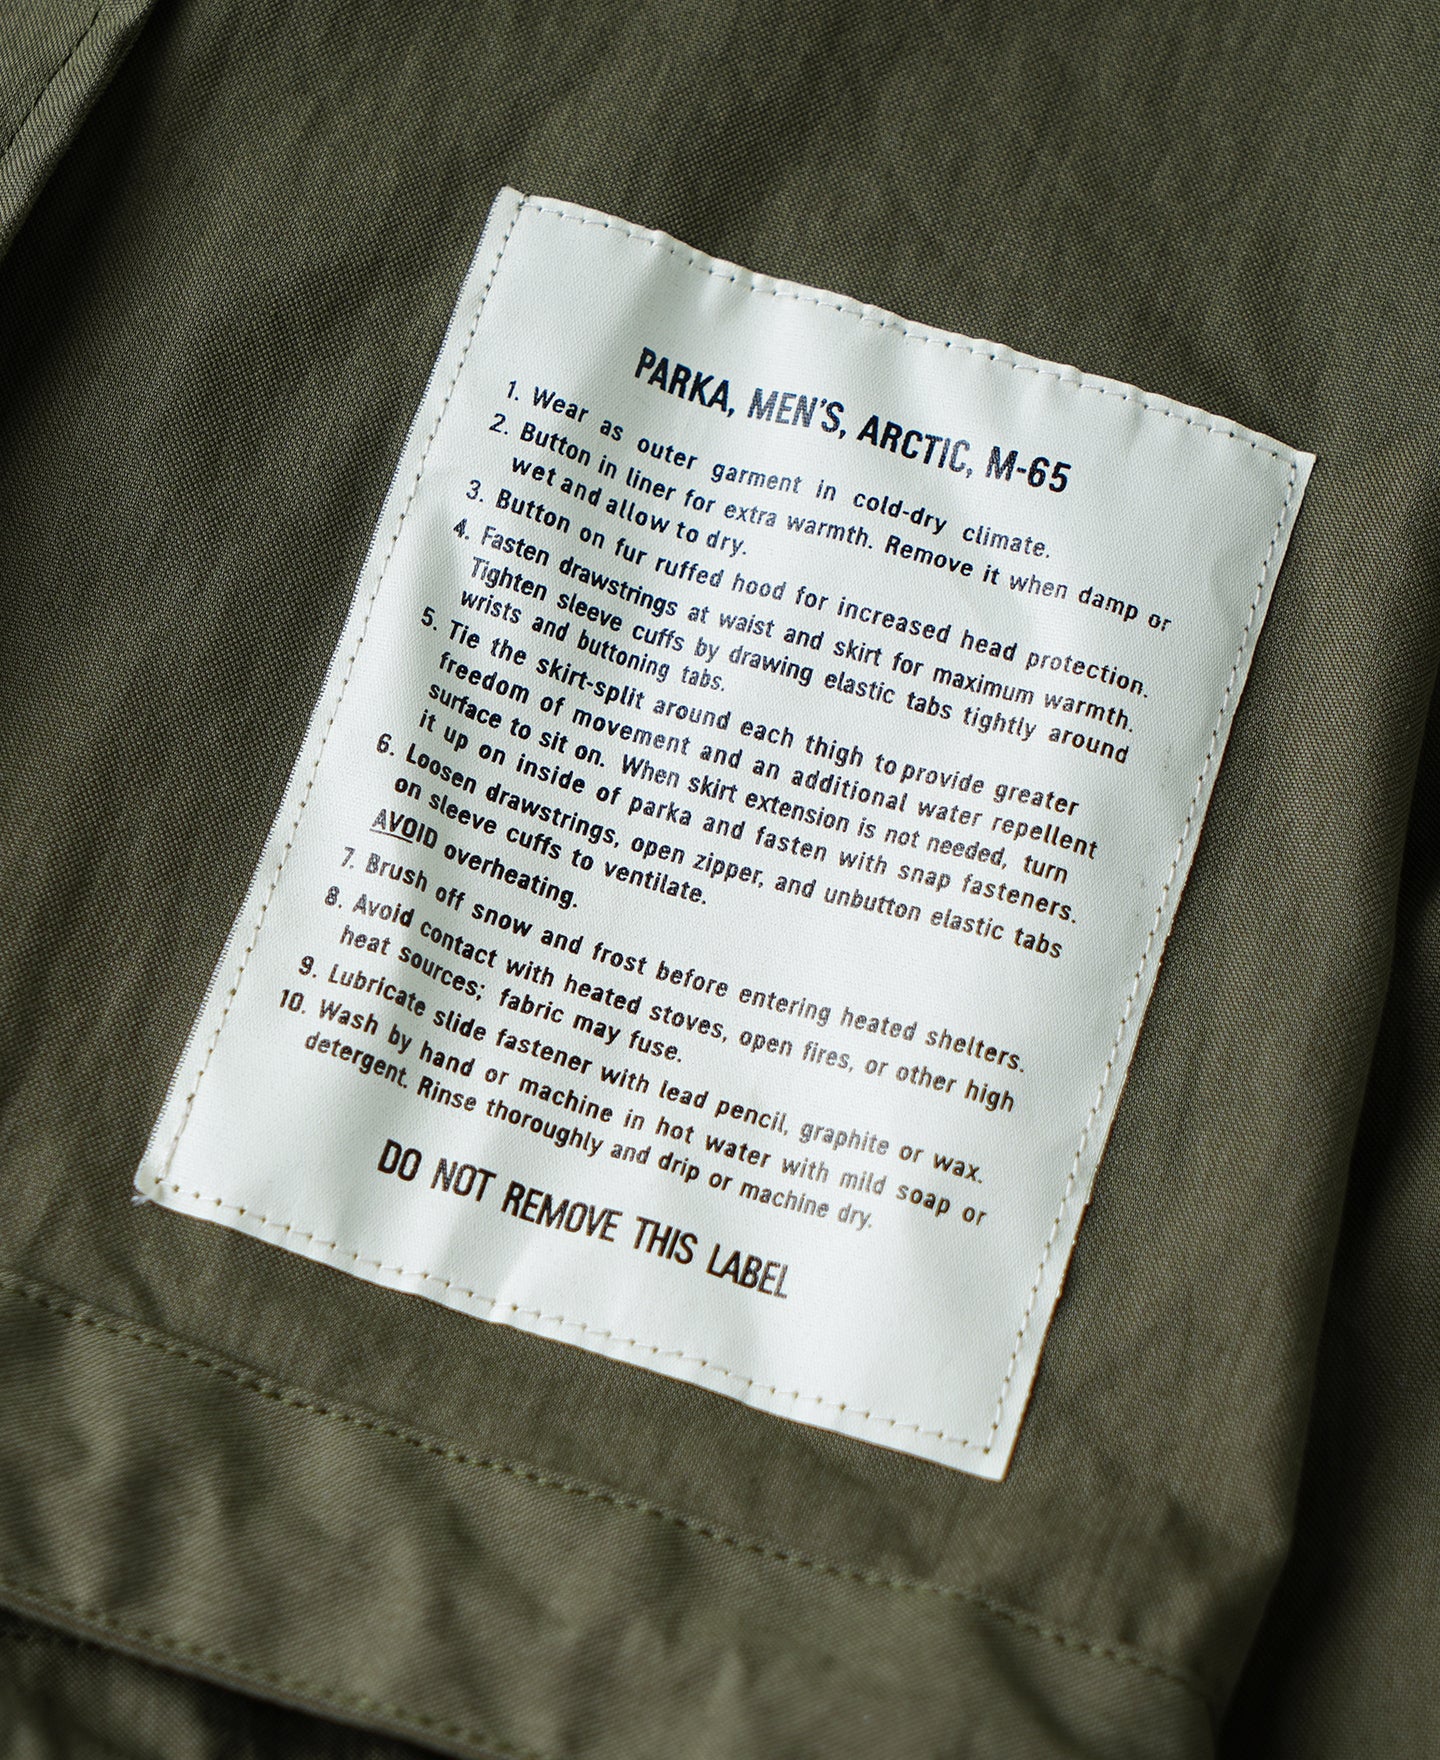 PARKA, MEN'S, ARCTIC, M-65
1. Wear as outer garment in cold-dry climate.
2. Button in liner for extra warmth. Remove it when damp or
wet and allow to dry.
3. Button on fur ruffed hood for increased head protection.
4. Fasten drawstrings at waist and skirt for maximum warmth.
Tighten sleeve cuffs by drawing elastic tabs tightly around
wrists and buttoning tabs.
5. Tie the skirt-split around each thigh to provide greater
freedom of movement and an additional water repellent
surface to sit on. When skirt extension is not needed, turn
it up on inside of parka and fasten with snap fasteners.
6. Loosen drawstrings, open zipper, and unbutton elastic tabs
on sleeve cuffs to ventilate.
AVOID overheating.
7. Brush off snow and frost before entering heated shelters.
8. Avoid contact with heated stoves, open fires, or other high
heat sources; fabric may fuse.
9. Lubricate slide fastener with lead pencil, graphite or wax.
10. Wash by hand or machine in hot water with mild soap or
detergent. Rinse thoroughly and drip or machine dry.
DO NOT REMOVE THIS LABEL